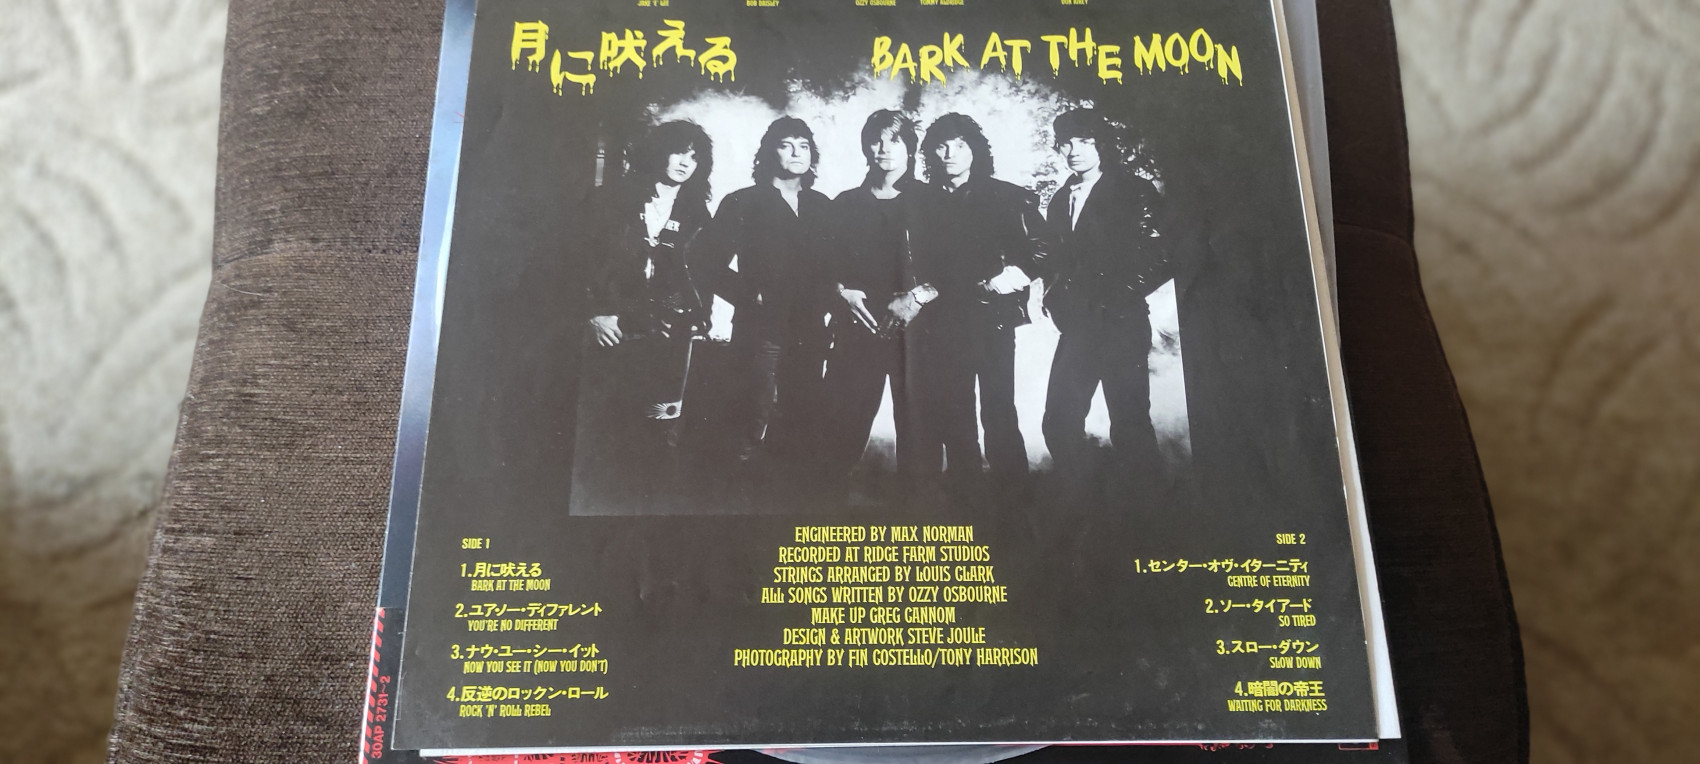 JAKE 'E' LEE BOB DAISLEY OZZY OSBOURNE TOMMY ALDRIDGE DON AIREY
月に吠える BARK AT THE MOON
ENGINEERED BY MAX NORMAN
RECORDED AT RIDGE FARM STUDIOS
STRINGS ARRANGED BY LOUIS CLARK
ALL SONGS WRITTEN BY OZZY OSBOURNE
MAKE UP GREG CANNOM
DESIGN & ARTWORK STEVE JOULE
PHOTOGRAPHY BY FIN COSTELLO/TONY HARRISON
SIDE 1
1.月に吠える
BARK AT THE MOON
2.ユアソー・ディファレント
YOU'RE NO DIFFERENT
3.ナウ・ユー・シー・イット
NOW YOU SEE IT (NOW YOU DON'T)
4.反逆のロックン・ロール
ROCK 'N' ROLL REBEL
SIDE 2
1.センター・オヴ・イターニティ
CENTRE OF ETERNITY
2.ソー・タイアード
SO TIRED
3.スロー・ダウン
SLOW DOWN
4.暗闇の帝王
WAITING FOR DARKNESS
30AP 2731~2